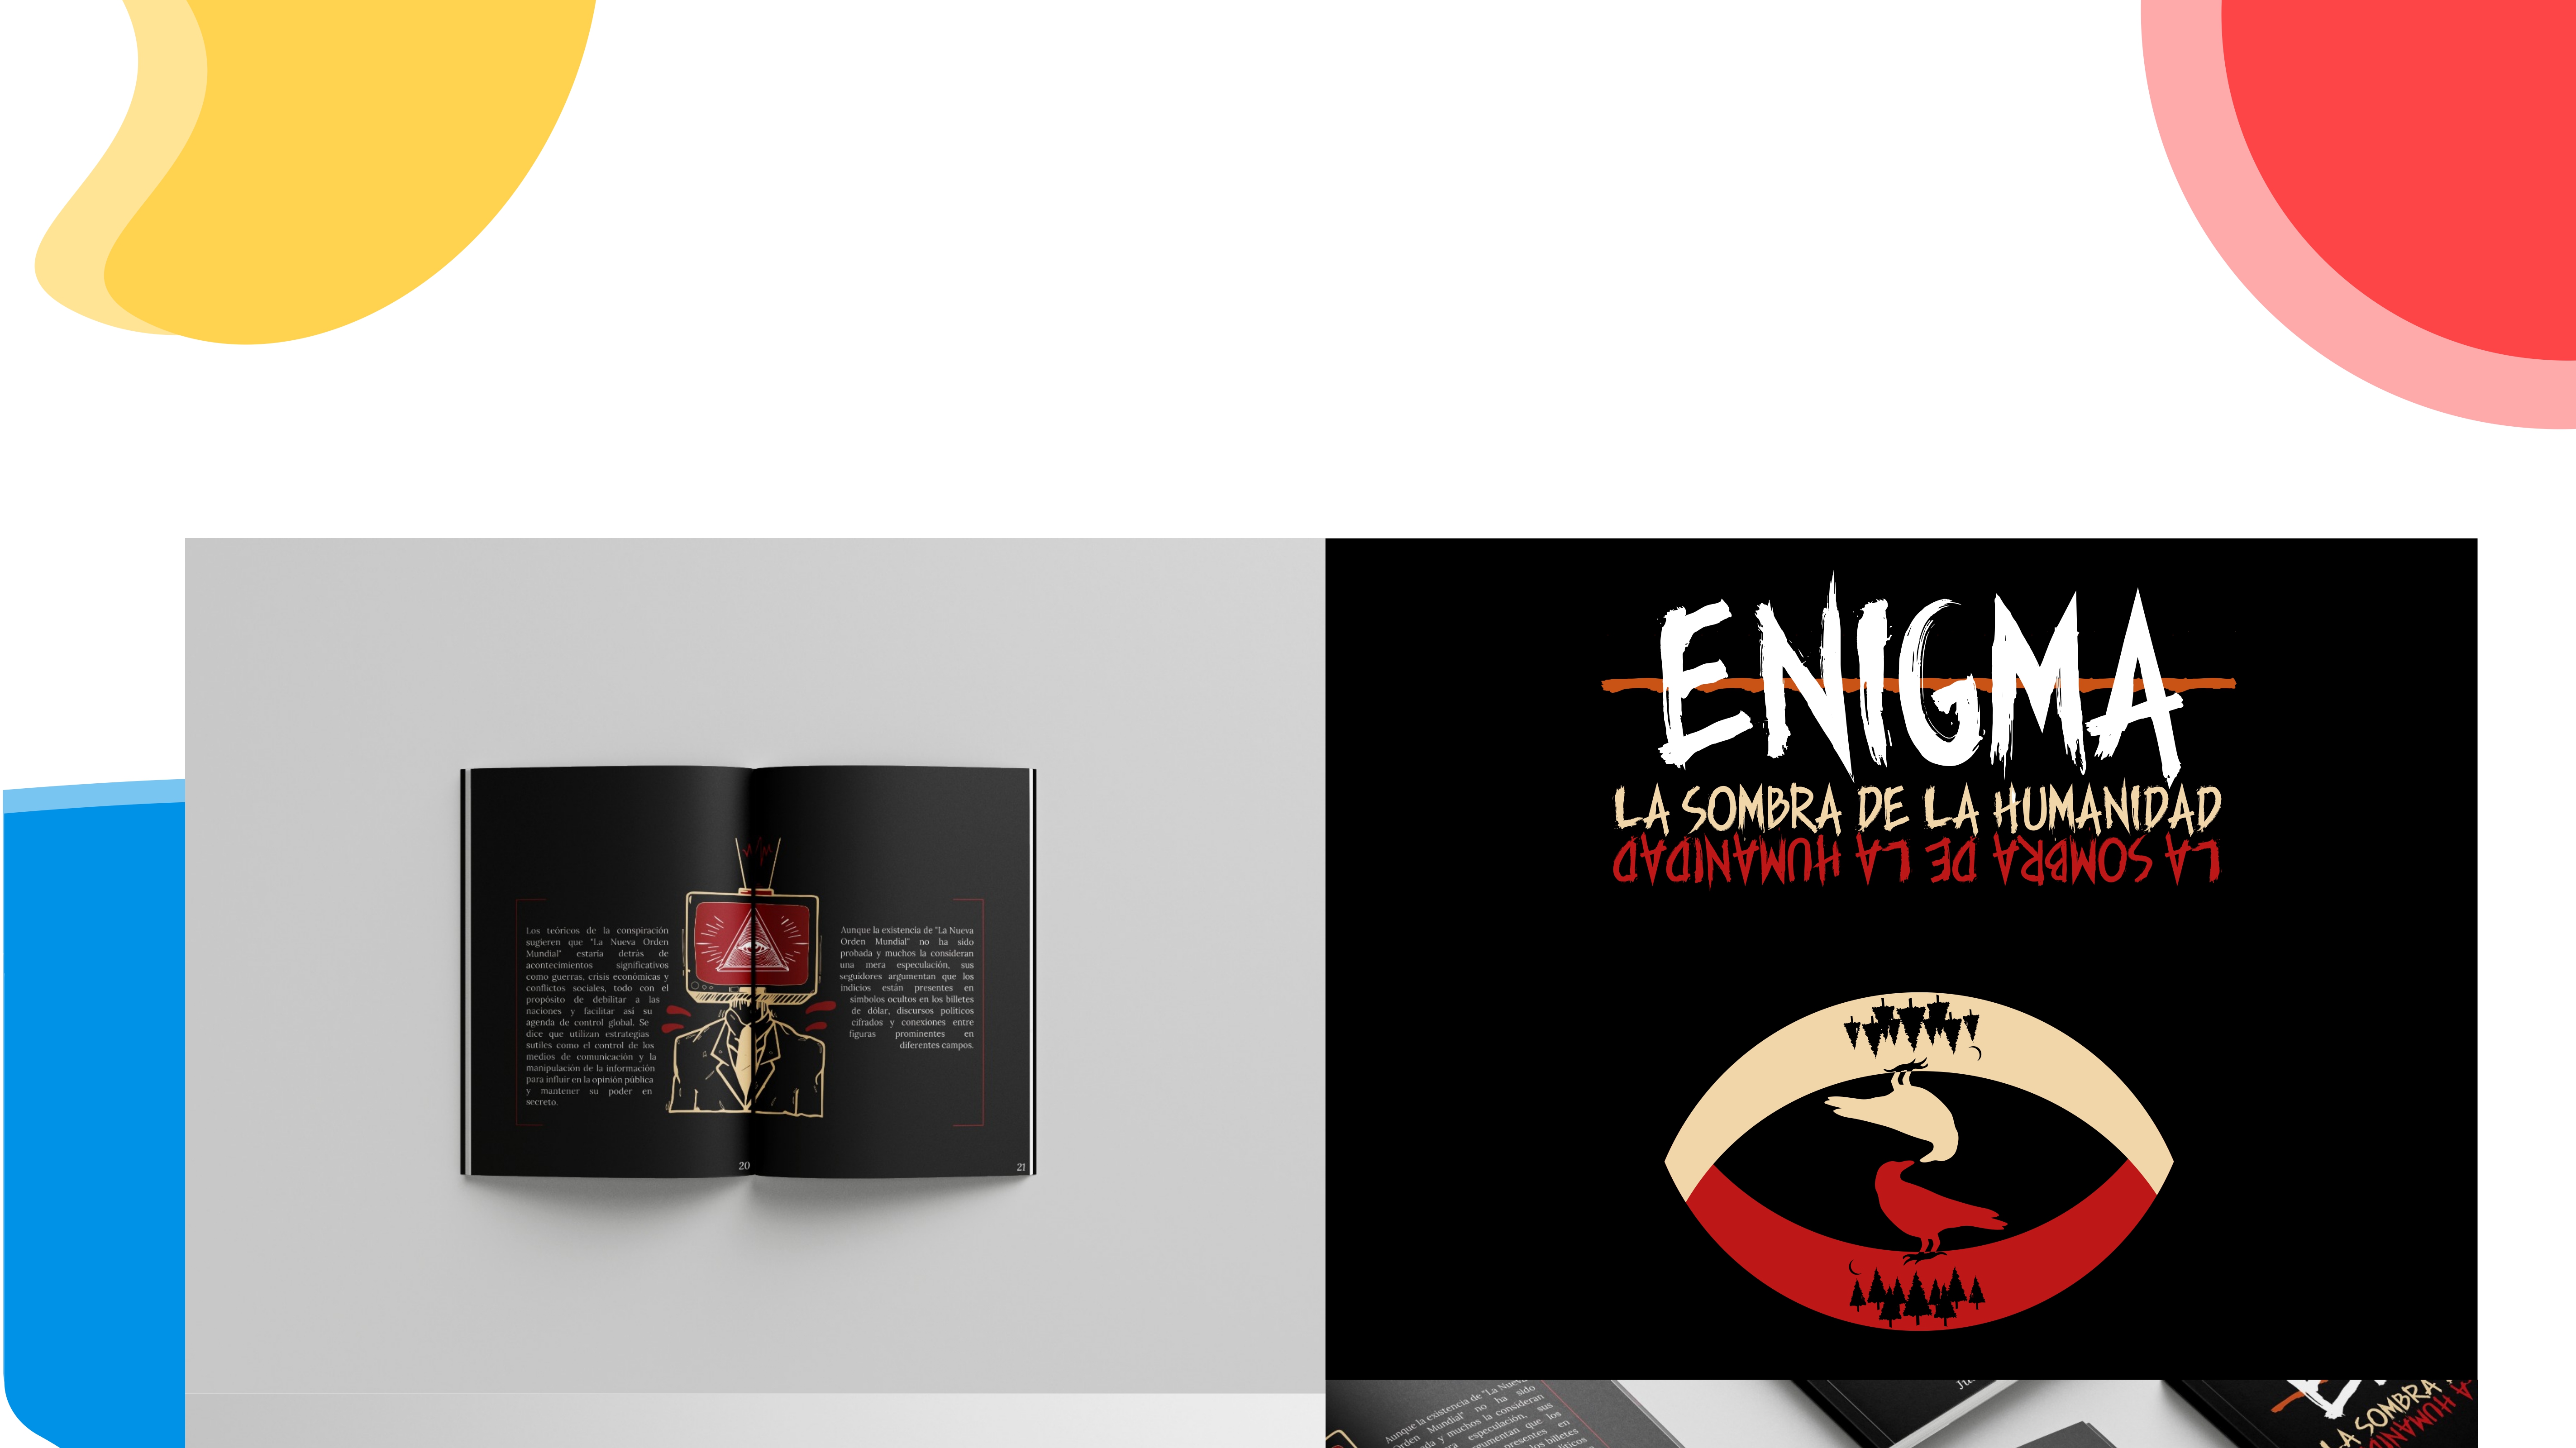 Los teóricos de la conspiración
sugieren que "La Nueva Orden
Mundial" estaría detrás de
acontecimientos significativos
como guerras, crisis económicas y
conflictos sociales, todo con el
propósito de debilitar a las
naciones y facilitar así su
agenda de control global. Se
dice que utilizan estrategias
sutiles como el control de los
medios de comunicación y la
manipulación de la información
para influir en la opinión pública
y mantener su poder en
secreto.
20
Aunque la existencia de "La Nueva
Orden Mundial" no ha sido
probada y muchos la consideran
una mera especulación, sus
seguidores argumentan que los
indicios están presentes en
símbolos ocultos en los billetes
de dólar, discursos políticos
cifrados y conexiones entre
figuras prominentes en
diferentes campos.
21
ENIGMA
LA SOMBRA DE LA HUMANIDAD
LA SOMBRA DE LA HUMANIDAD
Aunque la existencia de "La Nueva
Orden Mundial" no ha sido
y muchos la consideran
especulación, sus
argumentan que los
presentes en
los billetes
LA SOMBRA